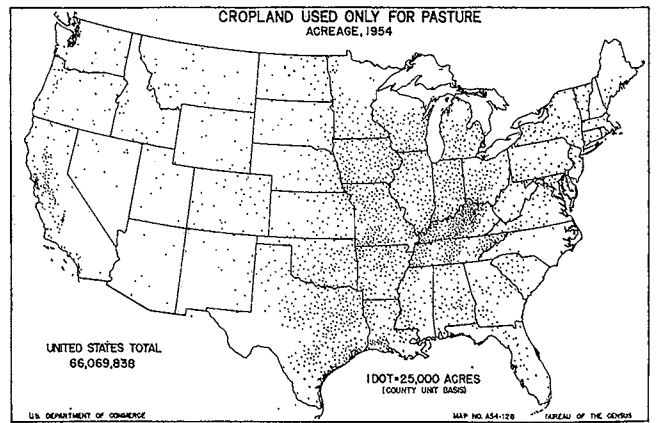 CROPLAND USED ONLY FOR PASTURE
ACREAGE, 1954
UNITED STATES TOTAL
66,069,838
1 DOT=25,000 ACRES
(COUNTY UNIT BASIS)
U.S. DEPARTMENT OF COMMERCE
MAP NO. A54-128
BUREAU OF THE CENSUS